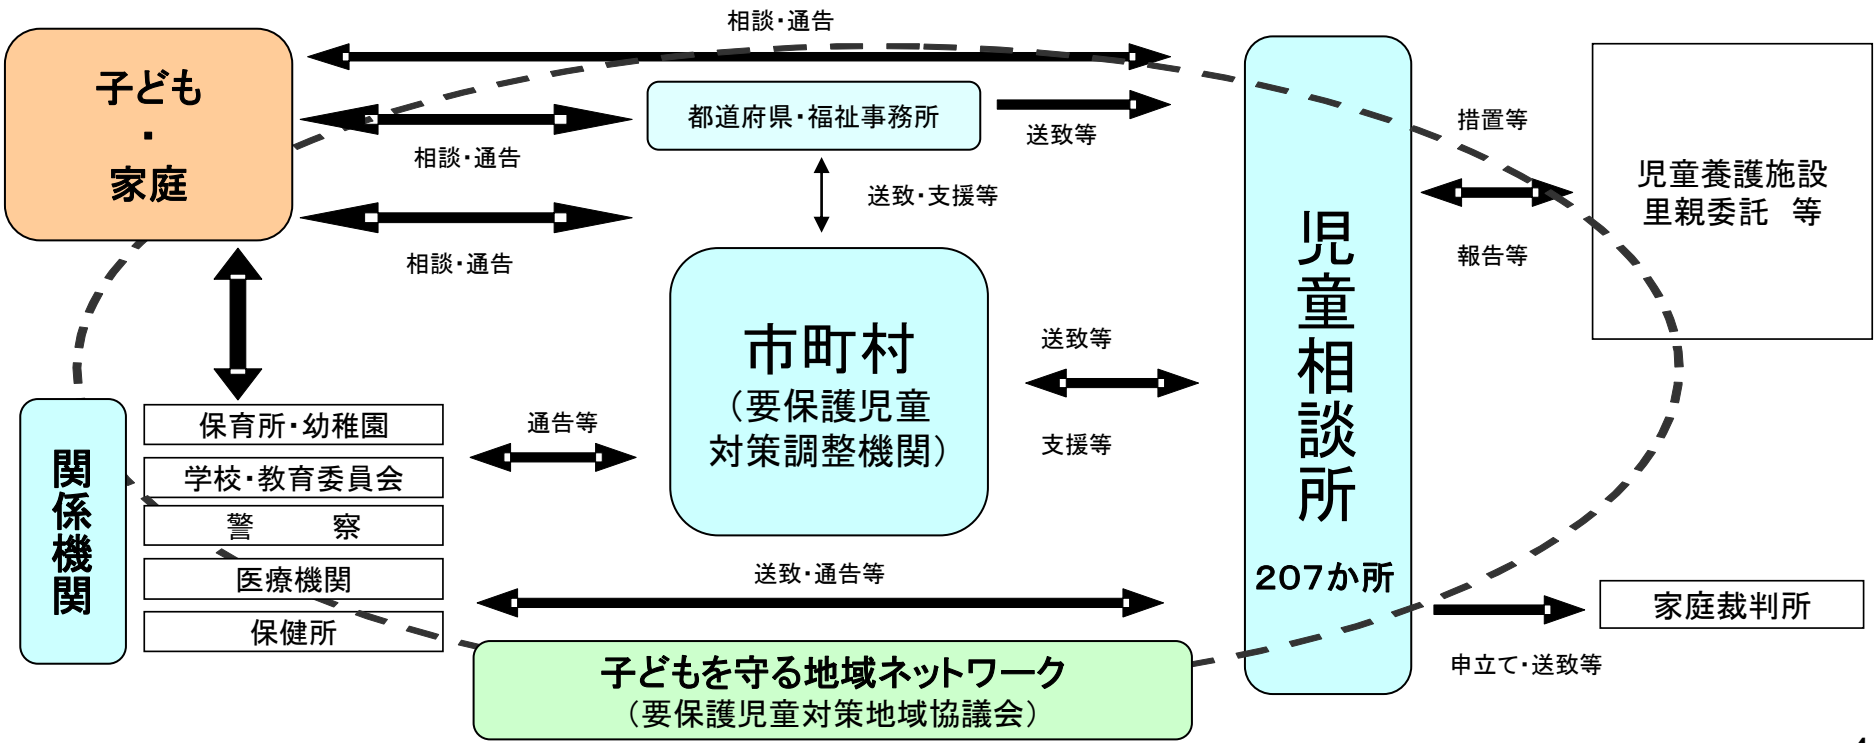 相談・通告
子ども
・
家庭
都道府県・福祉事務所
送致等
相談・通告
送致・支援等
相談・通告
措置等
児童養護施設
里親委託　等
報告等
児童相談所
207か所
市町村
（要保護児童
対策調整機関）
送致等
支援等
通告等
関係機関
保育所・幼稚園
学校・教育委員会
警　　察
医療機関
保健所
送致・通告等
家庭裁判所
申立て・送致等
子どもを守る地域ネットワーク
（要保護児童対策地域協議会）